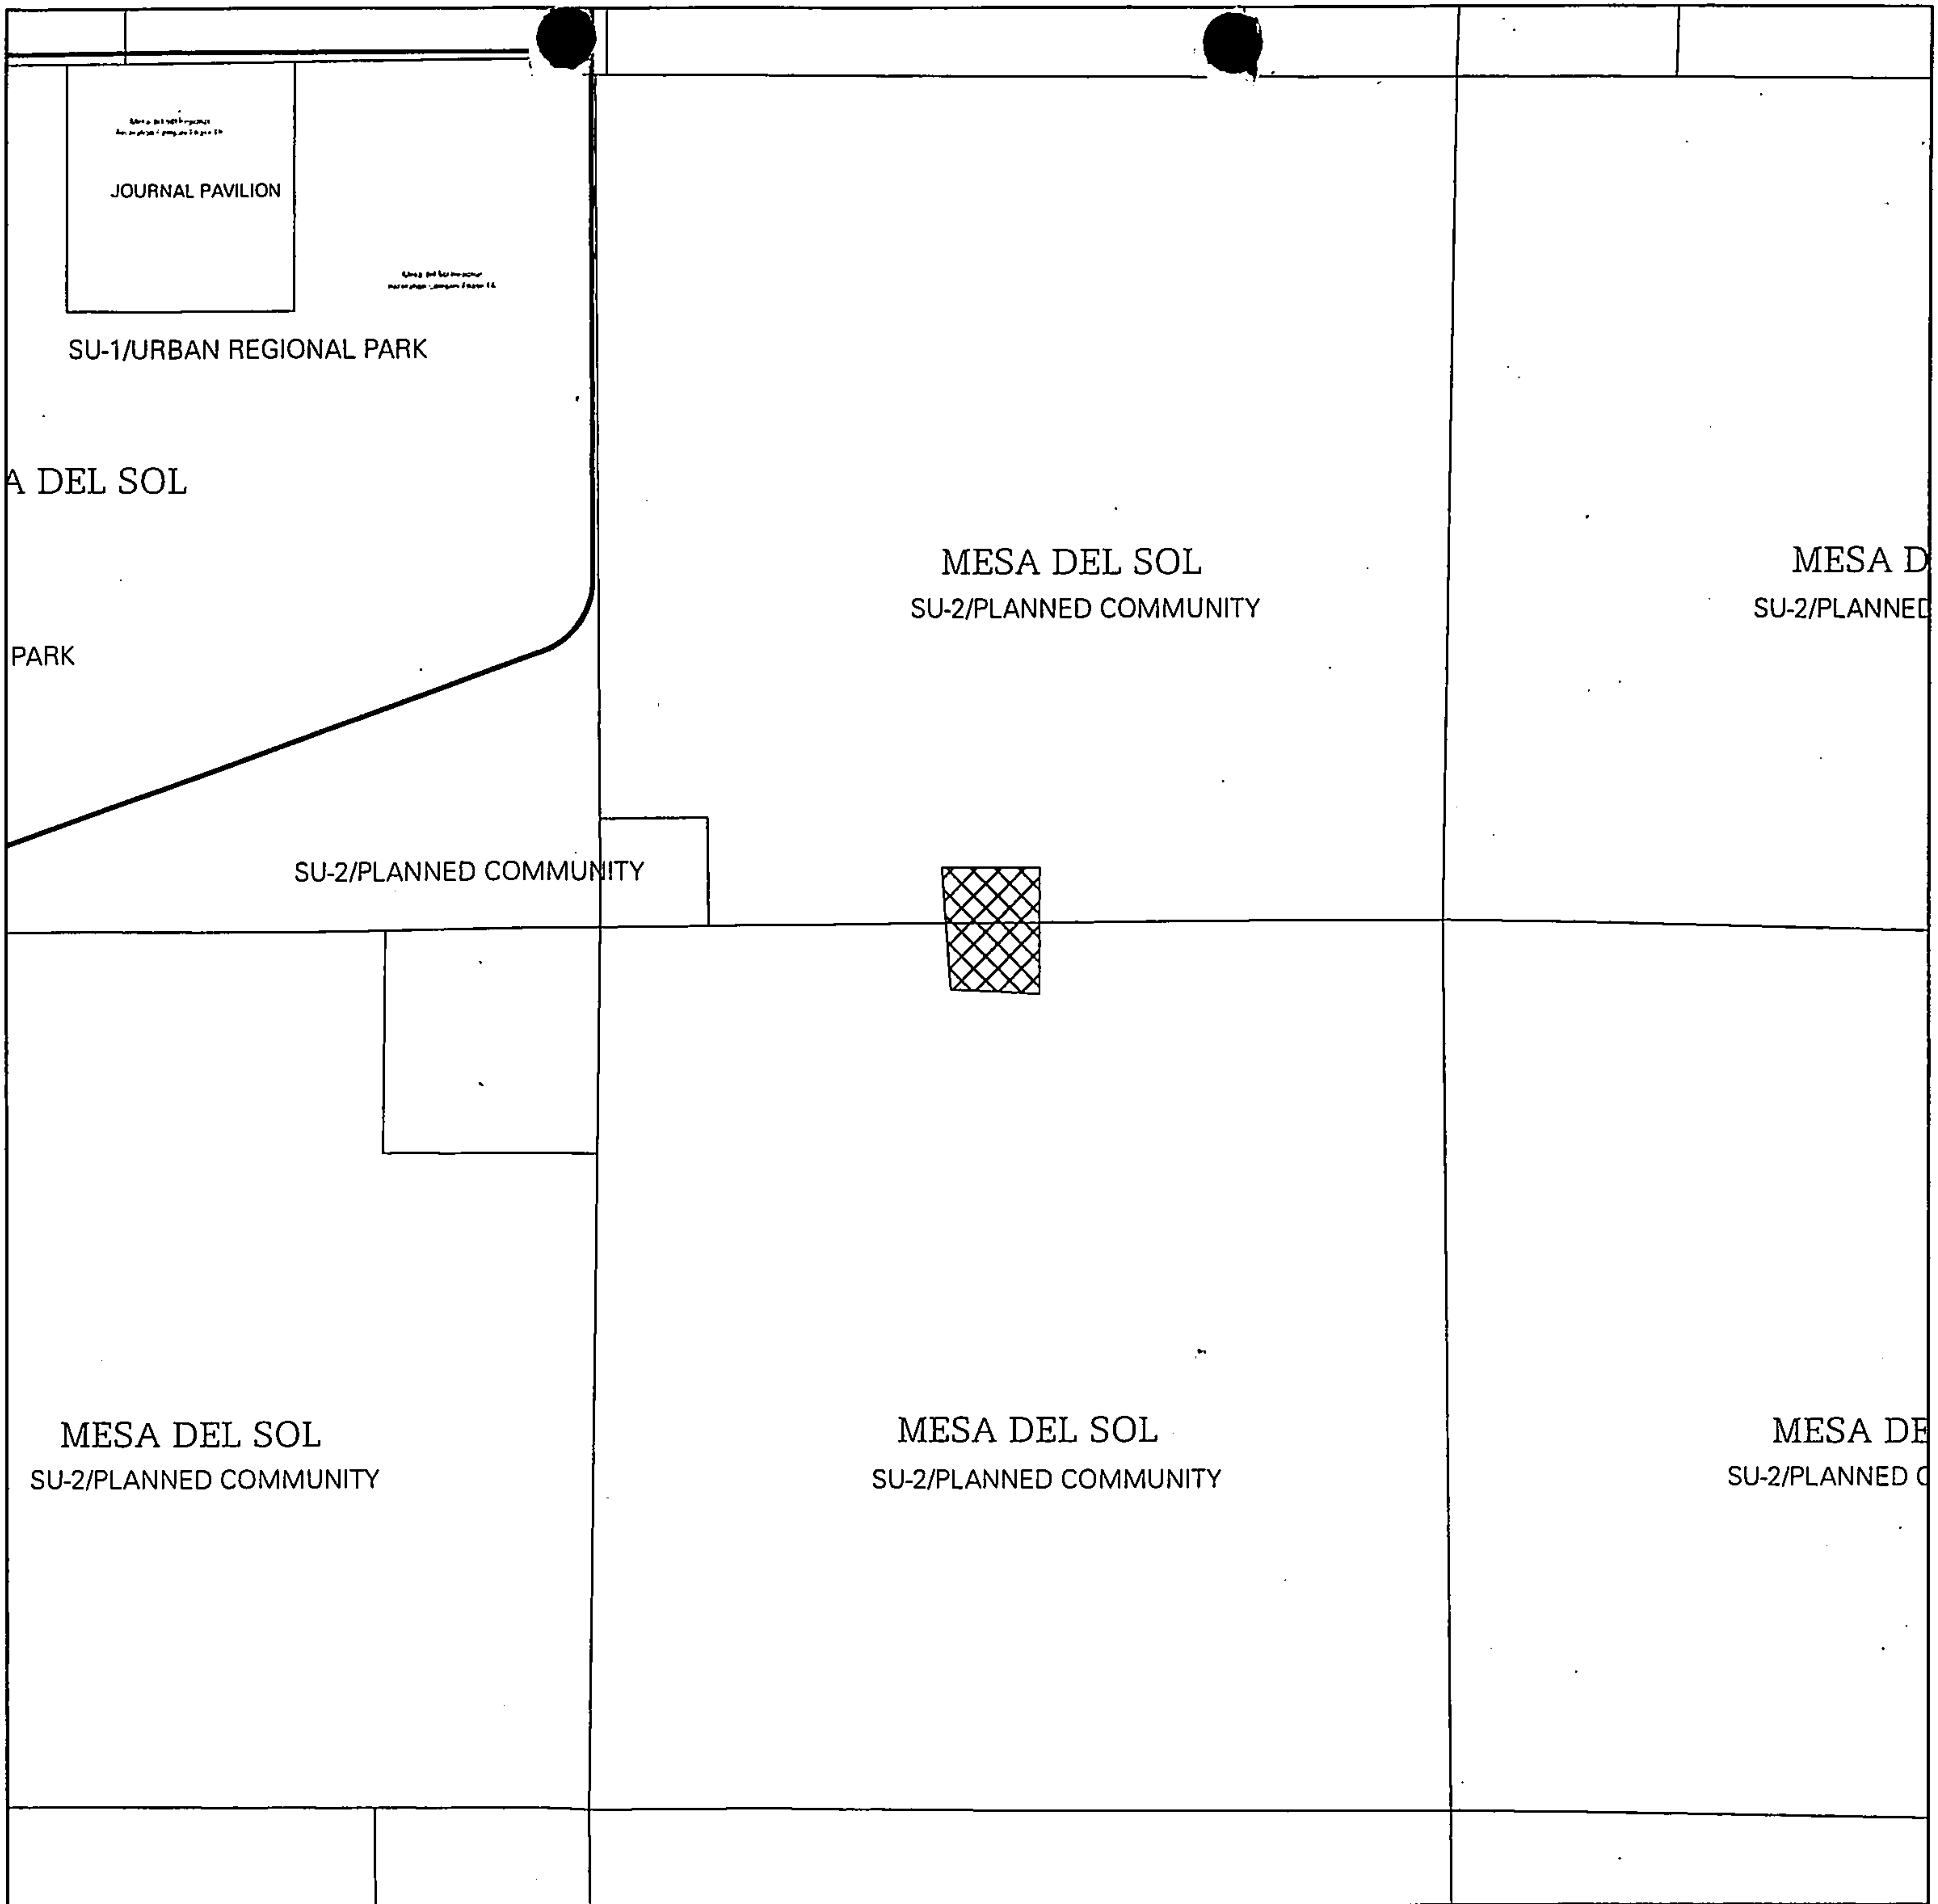 JOURNAL PAVILION
SU-1/URBAN REGIONAL PARK
A DEL SOL
MESA DEL SOL
SU-2/PLANNED COMMUNITY
MESA D
SU-2/PLANNED
PARK
SU-2/PLANNED COMMUNITY
MESA DEL SOL
SU-2/PLANNED COMMUNITY
MESA DEL SOL
SU-2/PLANNED COMMUNITY
MESA DE
SU-2/PLANNED C